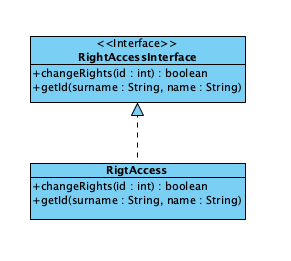 <<Interface>>
RightAccessInterface
+changeRights(id : int) : boolean
+getId(surname : String, name : String)
RigtAccess
+changeRights(id : int) : boolean
+getId(surname : String, name : String)